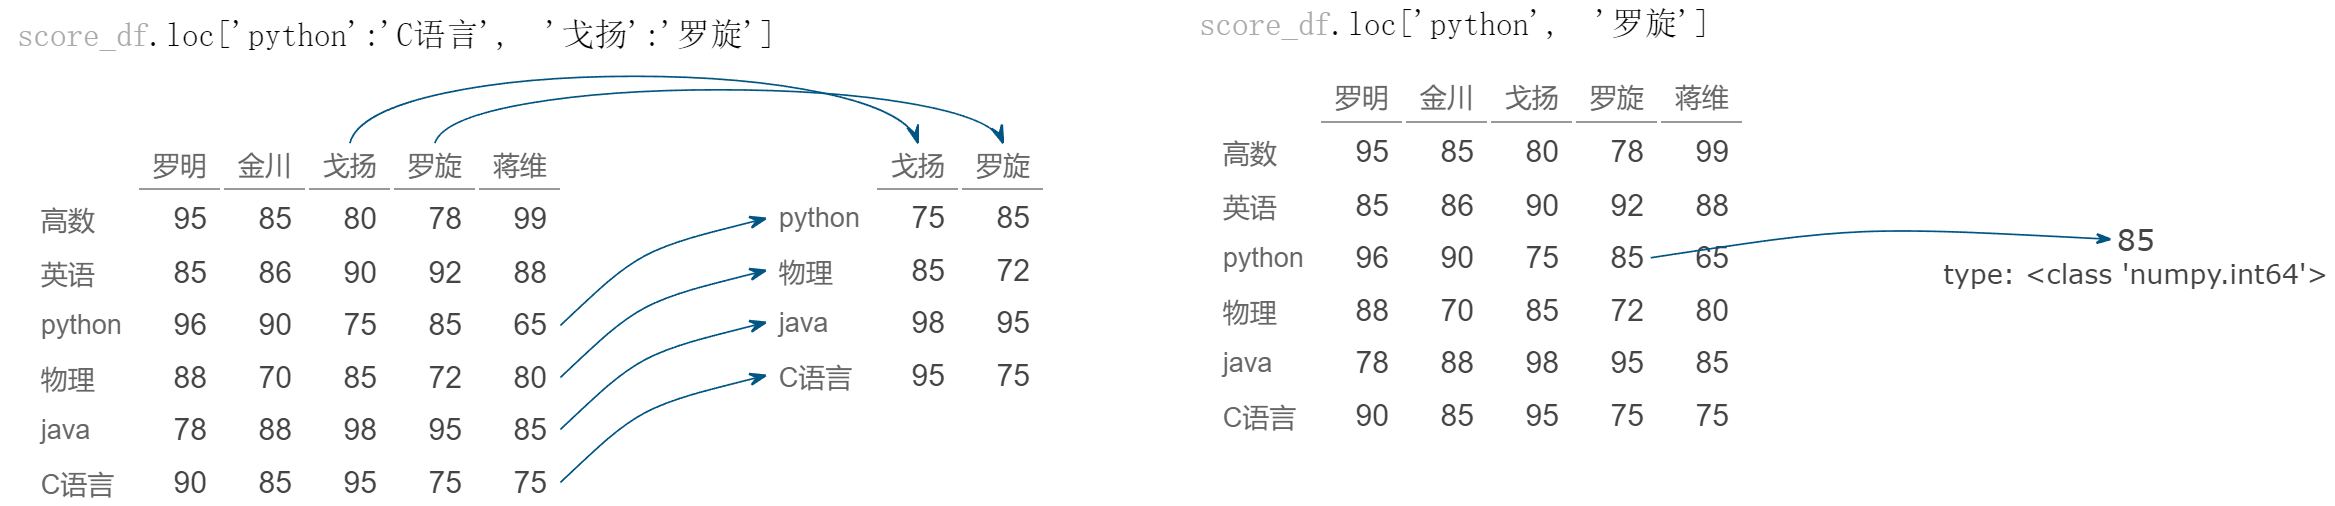 score_df.loc['python':'C语言', '戈扬':'罗旋']
罗明 金川 戈扬 罗旋 蒋维
高数 95 85 80 78 99
英语 85 86 90 92 88
python 96 90 75 85 65
物理 88 70 85 72 80
java 78 88 98 95 85
C语言 90 85 95 75 75
戈扬 罗旋
python 75 85
物理 85 72
java 98 95
C语言 95 75
score_df.loc['python', '罗旋']
罗明 金川 戈扬 罗旋 蒋维
高数 95 85 80 78 99
英语 85 86 90 92 88
python 96 90 75 85 65
物理 88 70 85 72 80
java 78 88 98 95 85
C语言 90 85 95 75 75
85
type: <class 'numpy.int64'>